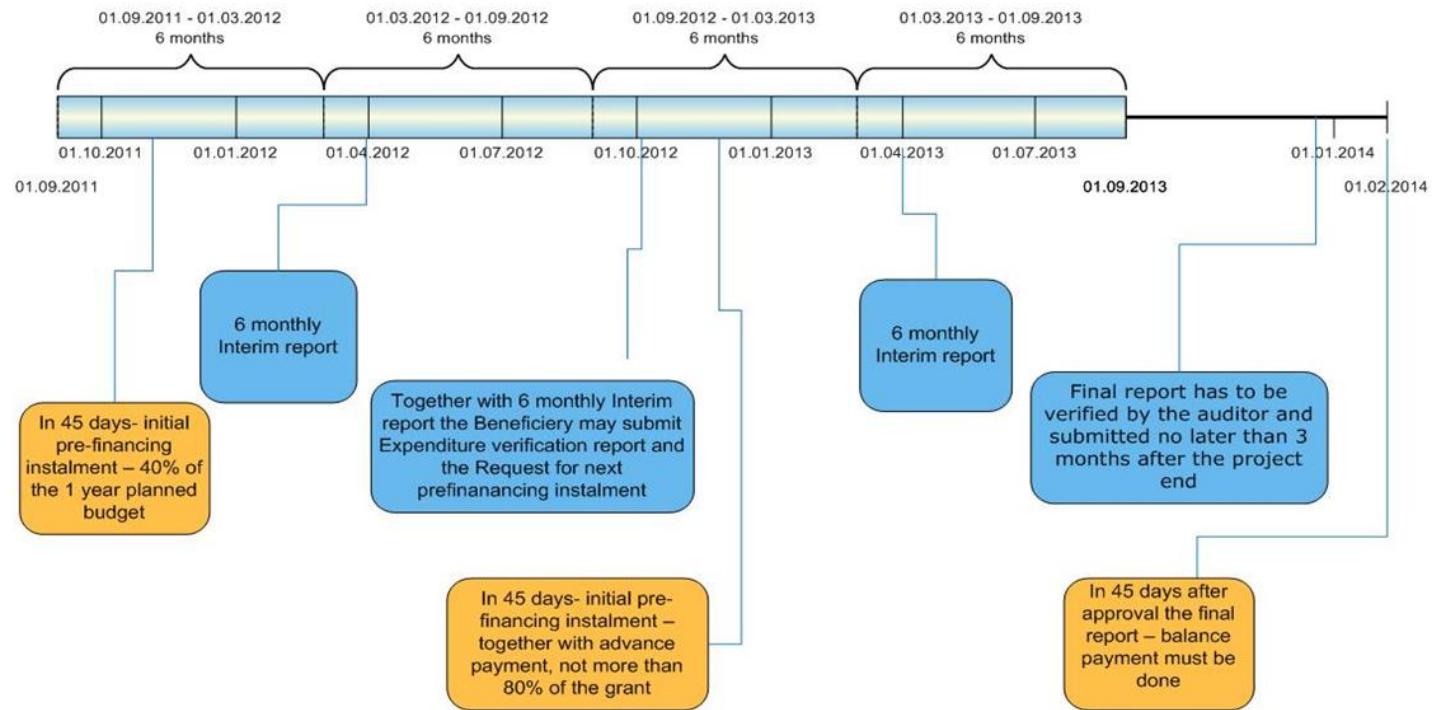 01.09.2011 - 01.03.2012
6 months
01.03.2012 - 01.09.2012
6 months
01.09.2012 - 01.03.2013
6 months
01.03.2013 - 01.09.2013
6 months
01.10.2011
01.01.2012
01.04.2012
01.07.2012
01.10.2012
01.01.2013
01.04.2013
01.07.2013
01.01.2014
01.09.2011
01.09.2013
01.02.2014
6 monthly
Interim report
6 monthly
Interim report
In 45 days- initial
pre-financing
instalment – 40% of
the 1 year planned
budget
Together with 6 monthly Interim
report the Beneficiery may submit
Expenditure verification report and
the Request for next
prefinanancing instalment
Final report has to be
verified by the auditor and
submitted no later than 3
months after the project
end
In 45 days- initial pre-
financing instalment –
together with advance
payment, not more than
80% of the grant
In 45 days after
approval the final
report – balance
payment must be
done